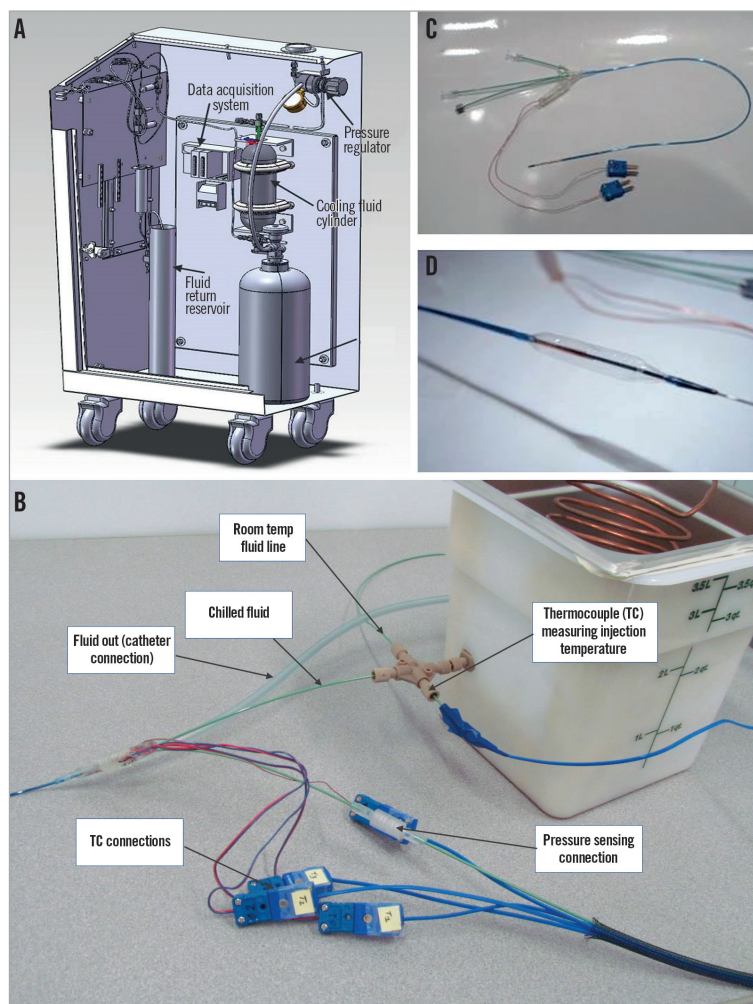 A
Data acquisition
system
Pressure
regulator
Cooling fluid
cylinder
Fluid
return
reservoir
C
D
B
Room temp
fluid line
Chilled fluid
Fluid out (catheter
connection)
Thermocouple (TC)
measuring injection
temperature
3.5L
3L
2L
1L
TC connections
Pressure sensing
connection
T2